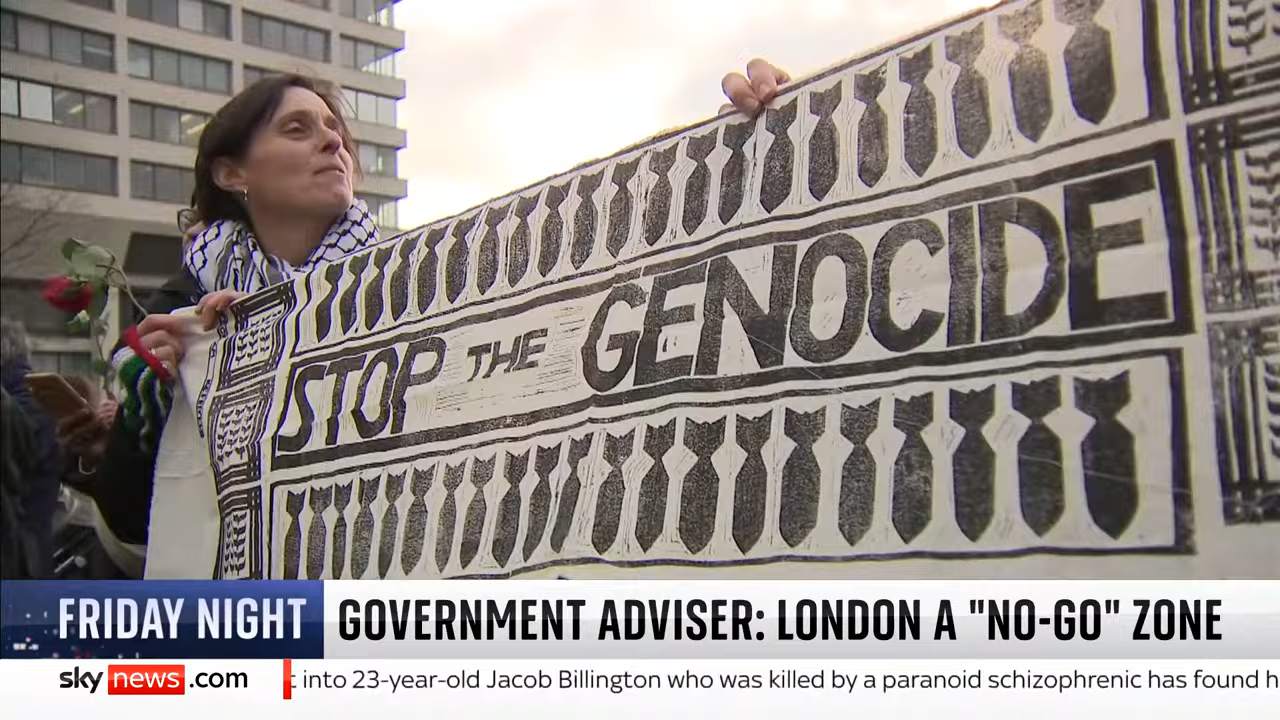 STOP THE GENOCIDE
FRIDAY NIGHT
GOVERNMENT ADVISER: LONDON A "NO-GO" ZONE
sky news.com
into 23-year-old Jacob Billington who was killed by a paranoid schizophrenic has found h